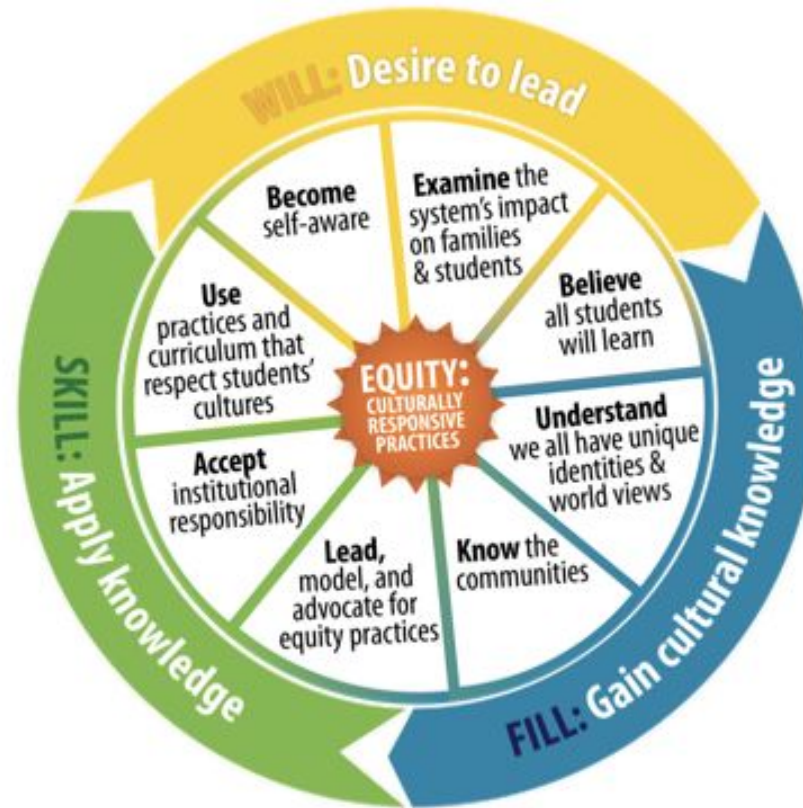 WILL: Desire to lead
Become
self-aware
Examine the
system's impact
on families
& students
Believe
all students
will learn
Understand
we all have unique
identities &
world views
Know the
communities
Lead,
model, and
advocate for
equity practices
Accept
institutional
responsibility
Use
practices and
curriculum that
respect students'
cultures
EQUITY:
CULTURALLY
RESPONSIVE
PRACTICES
FILL: Gain cultural knowledge
SKILL: Apply knowledge